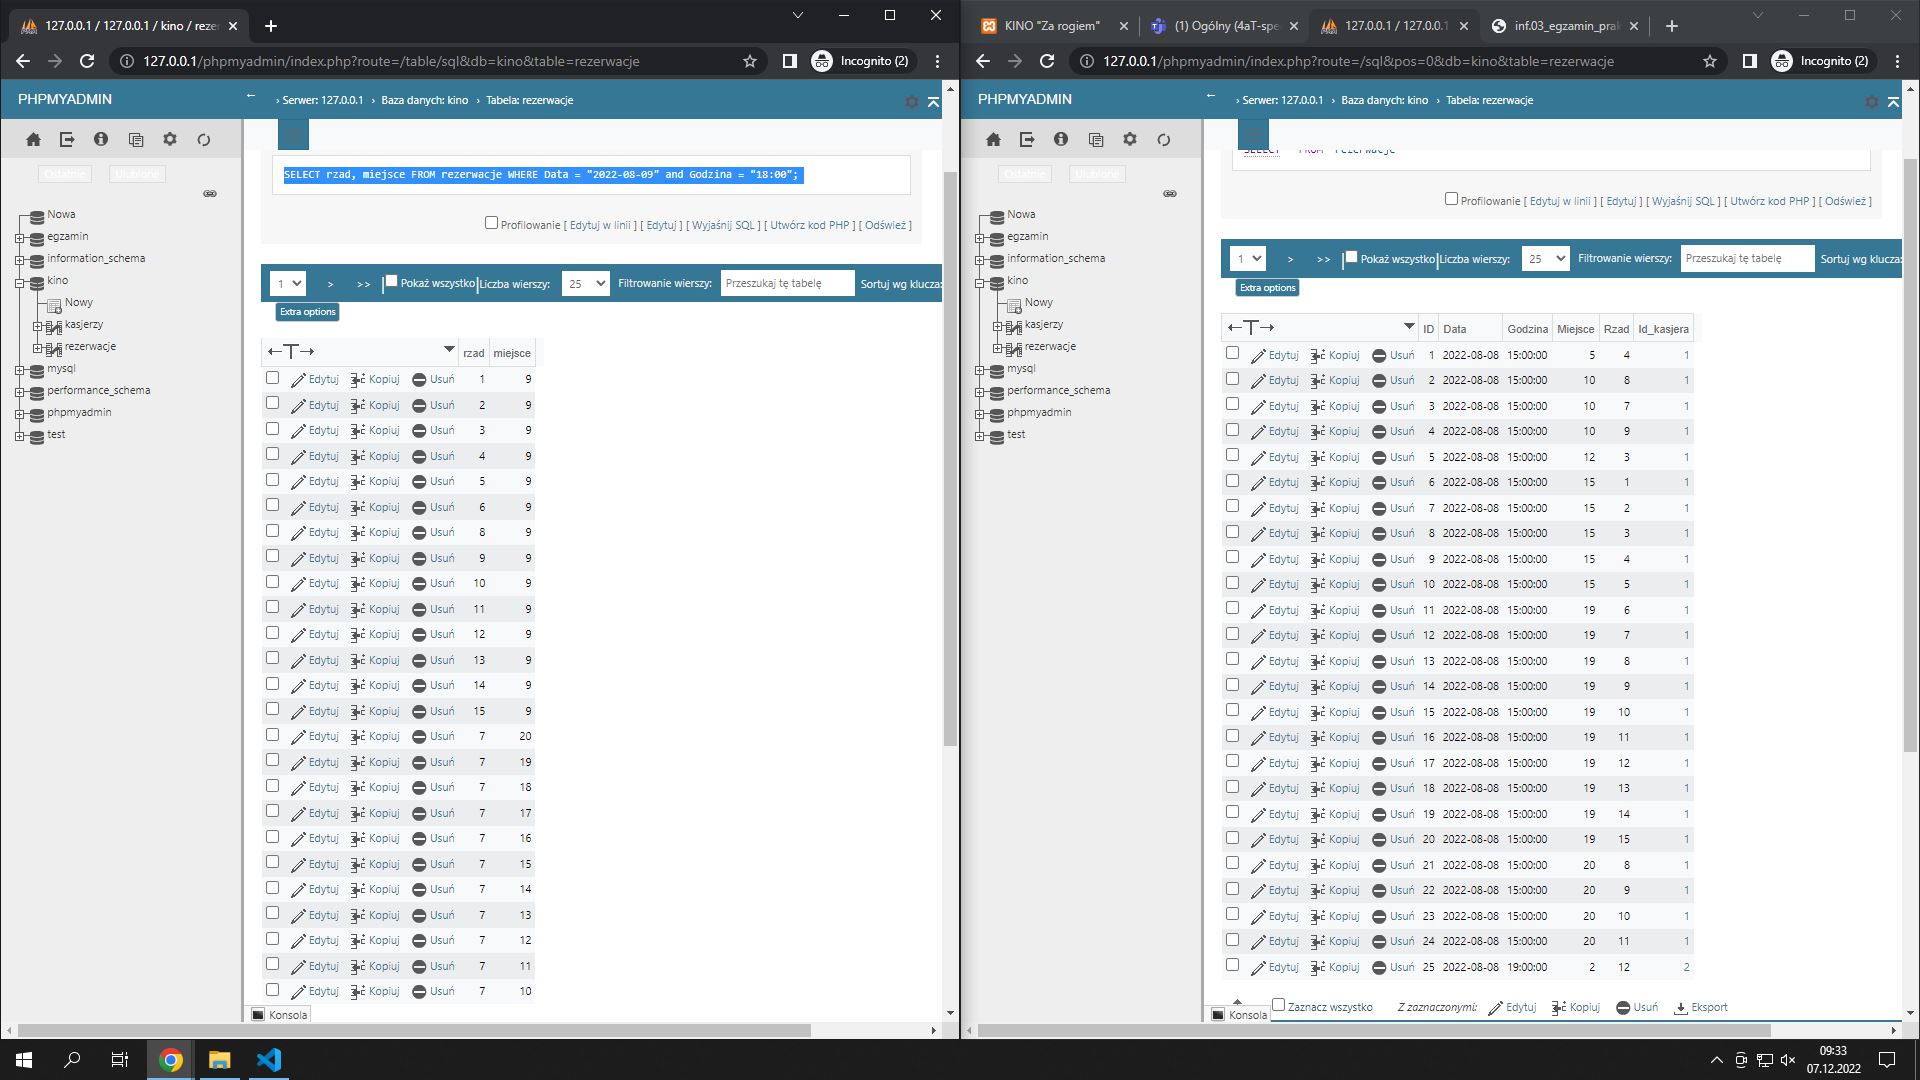 127.0.0.1 / 127.0.0.1 / kino / reze
127.0.0.1/phpmyadmin/index.php?route=/table/sql&db=kino&table=rezerwacje
Incognito (2)
PHPMYADMIN
Serwer: 127.0.0.1 › Baza danych: kino › Tabela: rezerwacje
Ostatnie Ulubione
Nowa
egzamin
information_schema
kino
Nowy
kasjerzy
rezerwacje
mysql
performance_schema
phpmyadmin
test
SELECT rzad, miejsce FROM rezerwacje WHERE Data = "2022-08-09" and Godzina = "18:00";
Profilowanie [ Edytuj w linii ] [ Edytuj ] [ Wyjaśnij SQL ] [ Utwórz kod PHP ] [ Odśwież ]
1 > >> Pokaż wszystko Liczba wierszy: 25 Filtrowanie wierszy: Przeszukaj tę tabelę Sortuj wg klucza:
Extra options
rzad miejsce
Edytuj Kopiuj Usuń 1 9
Edytuj Kopiuj Usuń 2 9
Edytuj Kopiuj Usuń 3 9
Edytuj Kopiuj Usuń 4 9
Edytuj Kopiuj Usuń 5 9
Edytuj Kopiuj Usuń 6 9
Edytuj Kopiuj Usuń 8 9
Edytuj Kopiuj Usuń 9 9
Edytuj Kopiuj Usuń 10 9
Edytuj Kopiuj Usuń 11 9
Edytuj Kopiuj Usuń 12 9
Edytuj Kopiuj Usuń 13 9
Edytuj Kopiuj Usuń 14 9
Edytuj Kopiuj Usuń 15 9
Edytuj Kopiuj Usuń 7 20
Edytuj Kopiuj Usuń 7 19
Edytuj Kopiuj Usuń 7 18
Edytuj Kopiuj Usuń 7 17
Edytuj Kopiuj Usuń 7 16
Edytuj Kopiuj Usuń 7 15
Edytuj Kopiuj Usuń 7 14
Edytuj Kopiuj Usuń 7 13
Edytuj Kopiuj Usuń 7 12
Edytuj Kopiuj Usuń 7 11
Edytuj Kopiuj Usuń 7 10
Konsola
KINO "Za rogiem"
(1) Ogólny (4aT-spe
127.0.0.1 / 127.0.0.1
inf.03_egzamin_prak
127.0.0.1/phpmyadmin/index.php?route=/sql&pos=0&db=kino&table=rezerwacje
Incognito (2)
PHPMYADMIN
Serwer: 127.0.0.1 › Baza danych: kino › Tabela: rezerwacje
Ostatnie Ulubione
Nowa
egzamin
information_schema
kino
Nowy
kasjerzy
rezerwacje
mysql
performance_schema
phpmyadmin
test
SELECT * FROM rezerwacje
Profilowanie [ Edytuj w linii ] [ Edytuj ] [ Wyjaśnij SQL ] [ Utwórz kod PHP ] [ Odśwież ]
1 > >> Pokaż wszystko Liczba wierszy: 25 Filtrowanie wierszy: Przeszukaj tę tabelę Sortuj wg klucza:
Extra options
ID Data Godzina Miejsce Rzad Id_kasjera
Edytuj Kopiuj Usuń 1 2022-08-08 15:00:00 5 4 1
Edytuj Kopiuj Usuń 2 2022-08-08 15:00:00 10 8 1
Edytuj Kopiuj Usuń 3 2022-08-08 15:00:00 10 7 1
Edytuj Kopiuj Usuń 4 2022-08-08 15:00:00 10 9 1
Edytuj Kopiuj Usuń 5 2022-08-08 15:00:00 12 3 1
Edytuj Kopiuj Usuń 6 2022-08-08 15:00:00 15 1 1
Edytuj Kopiuj Usuń 7 2022-08-08 15:00:00 15 2 1
Edytuj Kopiuj Usuń 8 2022-08-08 15:00:00 15 3 1
Edytuj Kopiuj Usuń 9 2022-08-08 15:00:00 15 4 1
Edytuj Kopiuj Usuń 10 2022-08-08 15:00:00 15 5 1
Edytuj Kopiuj Usuń 11 2022-08-08 15:00:00 19 6 1
Edytuj Kopiuj Usuń 12 2022-08-08 15:00:00 19 7 1
Edytuj Kopiuj Usuń 13 2022-08-08 15:00:00 19 8 1
Edytuj Kopiuj Usuń 14 2022-08-08 15:00:00 19 9 1
Edytuj Kopiuj Usuń 15 2022-08-08 15:00:00 19 10 1
Edytuj Kopiuj Usuń 16 2022-08-08 15:00:00 19 11 1
Edytuj Kopiuj Usuń 17 2022-08-08 15:00:00 19 12 1
Edytuj Kopiuj Usuń 18 2022-08-08 15:00:00 19 13 1
Edytuj Kopiuj Usuń 19 2022-08-08 15:00:00 19 14 1
Edytuj Kopiuj Usuń 20 2022-08-08 15:00:00 19 15 1
Edytuj Kopiuj Usuń 21 2022-08-08 15:00:00 20 8 1
Edytuj Kopiuj Usuń 22 2022-08-08 15:00:00 20 9 1
Edytuj Kopiuj Usuń 23 2022-08-08 15:00:00 20 10 1
Edytuj Kopiuj Usuń 24 2022-08-08 15:00:00 20 11 1
Edytuj Kopiuj Usuń 25 2022-08-08 19:00:00 2 12 2
Zaznacz wszystko Z zaznaczonymi: Edytuj Kopiuj Usuń Eksport
Konsola
09:33
07.12.2022